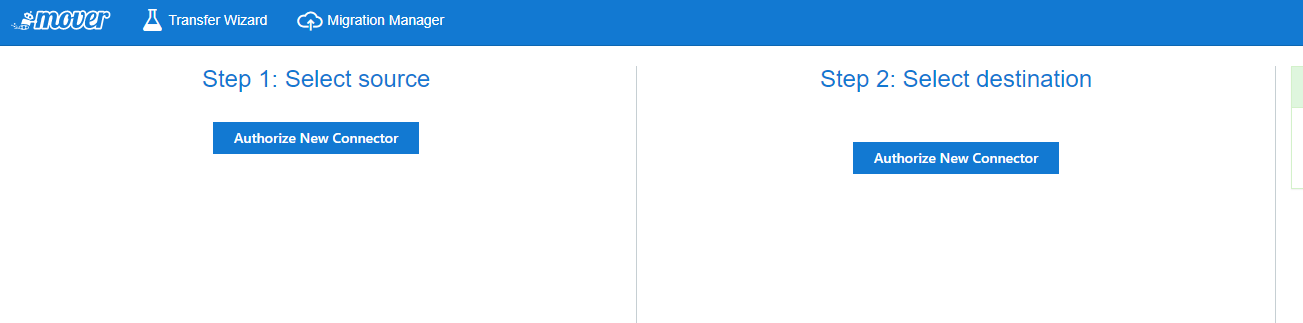 mover
Transfer Wizard
Migration Manager
Step 1: Select source
Step 2: Select destination
Authorize New Connector
Authorize New Connector